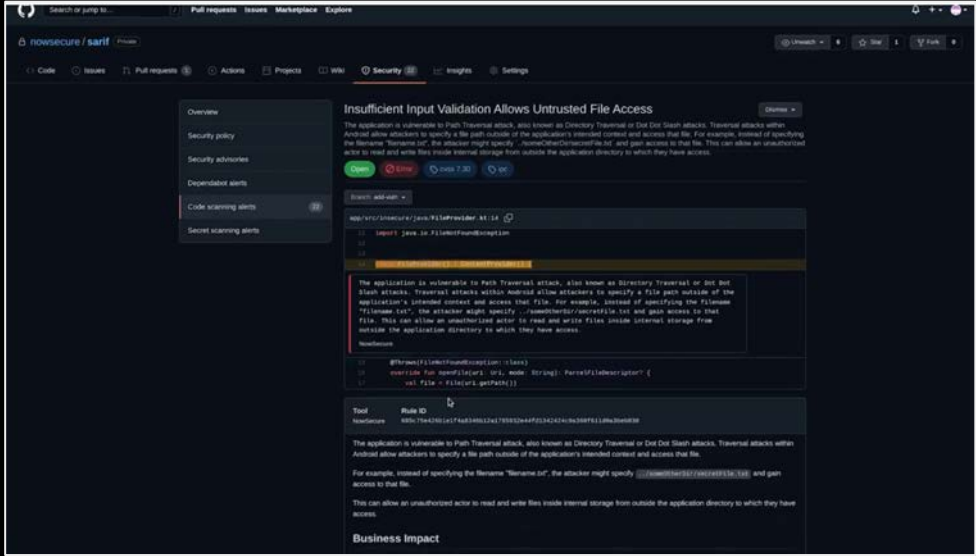 Search or jump to...
/
Pull requests Issues Marketplace Explore
nowsecure / sarif Private
Unwatch 6 Star 1 Fork 0
Code Issues Pull requests Actions Projects Wiki Security 22 Insights Settings
Overview
Security policy
Security advisories
Dependabot alerts
Code scanning alerts 22
Secret scanning alerts
Insufficient Input Validation Allows Untrusted File Access
Dismiss
The application is vulnerable to Path Traversal attack, also known as Directory Traversal or Dot Dot Slash attacks. Traversal attacks within
Android allow attackers to specify a file path outside of the application's intended context and access that file. For example, instead of specifying
the filename "filename.txt", the attacker might specify `../someOtherDir/secretFile.txt` and gain access to that file. This can allow an unauthorized
actor to read and write files inside internal storage from outside the application directory to which they have access.
Open Error cvss 7.30 ipc
Branch: add-vuln
app/src/insecure/java/FileProvider.kt:14
import java.io.FileNotFoundException
14 class FileProvider() : ContentProvider() {
The application is vulnerable to Path Traversal attack, also known as Directory Traversal or Dot Dot
Slash attacks. Traversal attacks within Android allow attackers to specify a file path outside of the
application's intended context and access that file. For example, instead of specifying the filename
"filename.txt", the attacker might specify ../someOtherDir/secretFile.txt and gain access to that
file. This can allow an unauthorized actor to read and write files inside internal storage from
outside the application directory to which they have access.
NowSecure
@Throws(FileNotFoundException::class)
override fun openFile(uri: Uri, mode: String): ParcelFileDescriptor? {
17 val file = File(uri.getPath())
Tool Rule ID
NowSecure
The application is vulnerable to Path Traversal attack, also known as Directory Traversal or Dot Dot Slash attacks. Traversal attacks within
Android allow attackers to specify a file path outside of the application's intended context and access that file.
For example, instead of specifying the filename "filename.txt", the attacker might specify ../someOtherDir/secretFile.txt and gain
access to that file.
This can allow an unauthorized actor to read and write files inside internal storage from outside the application directory to which they have
access.
Business Impact